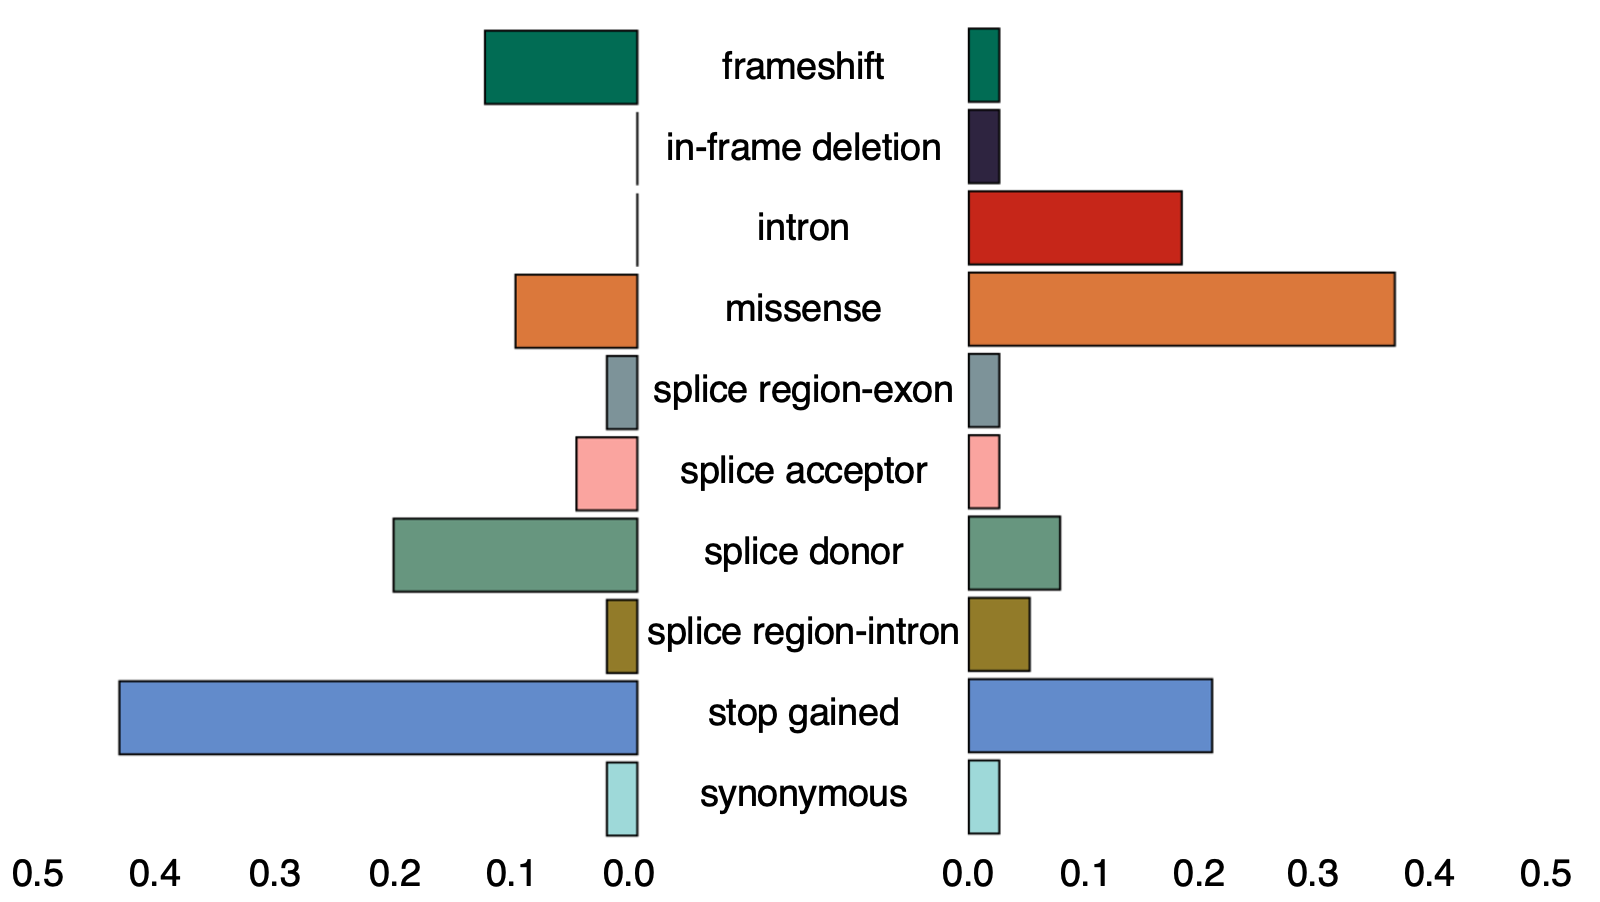 frameshift
in-frame deletion
intron
missense
splice region-exon
splice acceptor
splice donor
splice region-intron
stop gained
synonymous
0.5 0.4 0.3 0.2 0.1 0.0 0.0 0.1 0.2 0.3 0.4 0.5